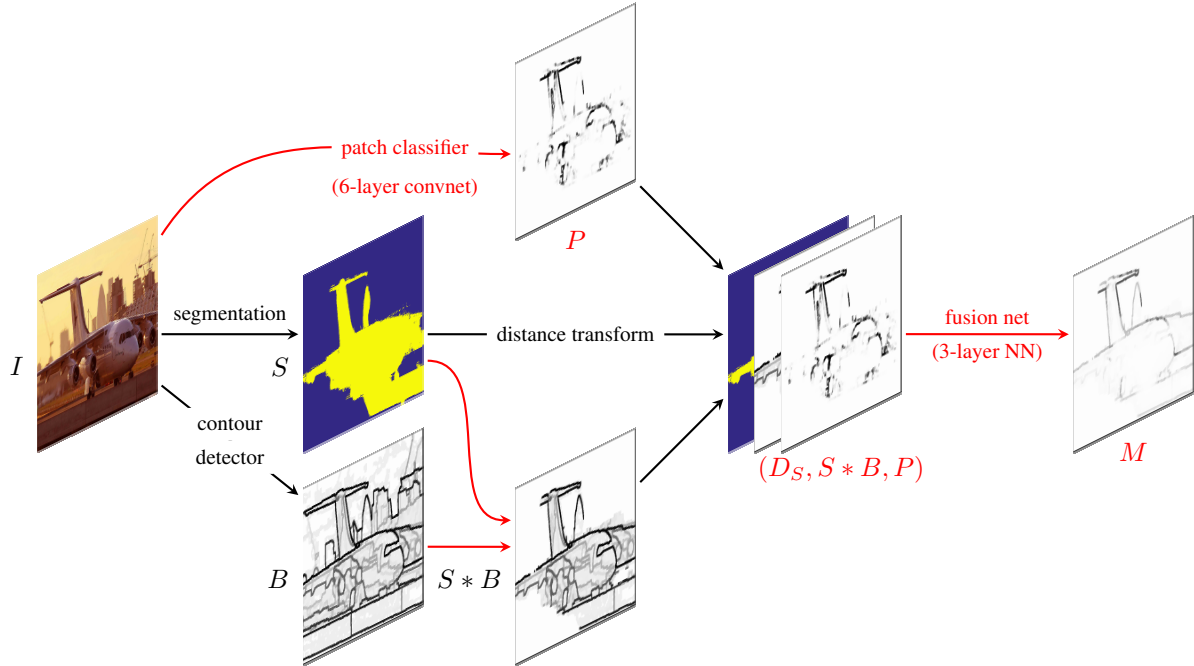 patch classifier
(6-layer convnet)
P
segmentation
distance transform
fusion net
(3-layer NN)
I
S
contour
detector
(D_S, S ∗ B, P)
M
B
S ∗ B